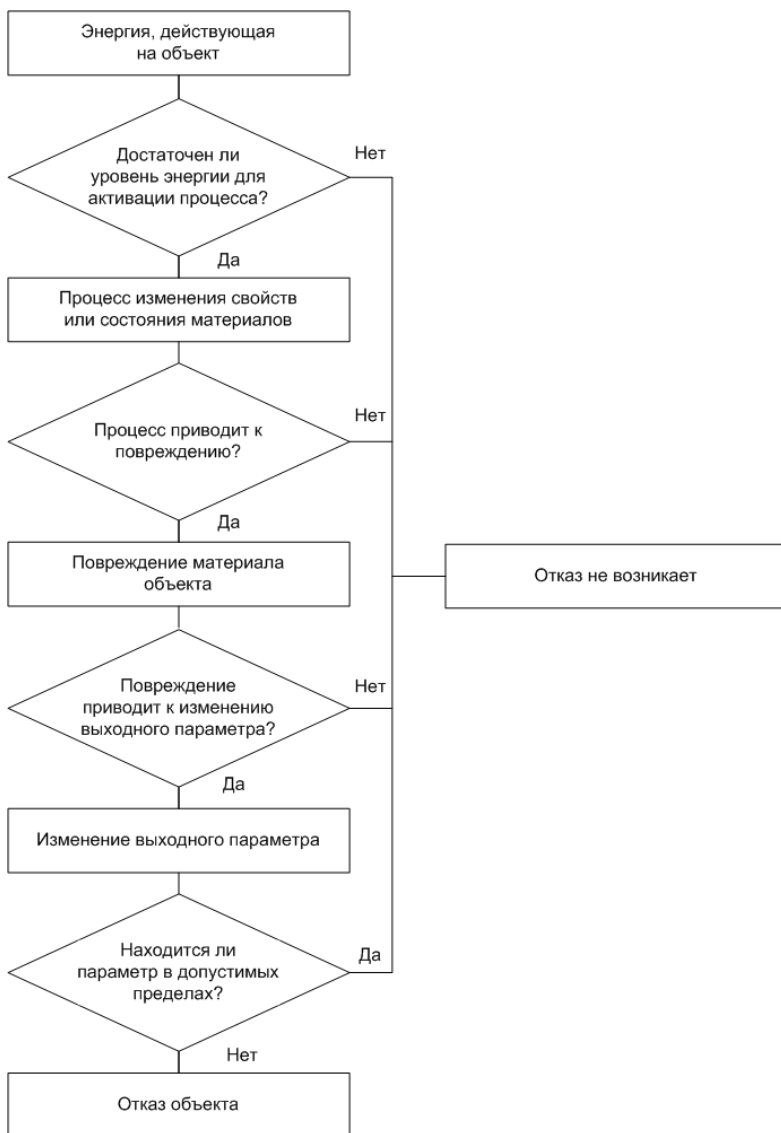 Энергия, действующая
на объект
Достаточен ли
уровень энергии для
активации процесса?
Нет
Да
Процесс изменения свойств
или состояния материалов
Процесс приводит к
повреждению?
Нет
Да
Повреждение материала
объекта
Отказ не возникает
Повреждение
приводит к изменению
выходного параметра?
Нет
Да
Изменение выходного параметра
Находится ли
параметр в допустимых
пределах?
Да
Нет
Отказ объекта